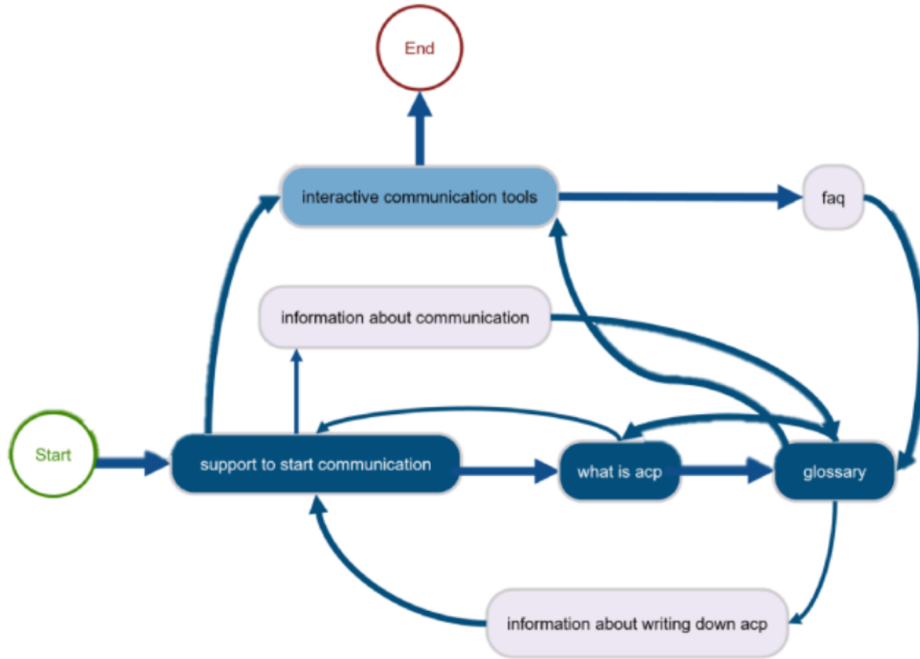 End
interactive communication tools
faq
information about communication
Start
support to start communication
what is acp
glossary
information about writing down acp